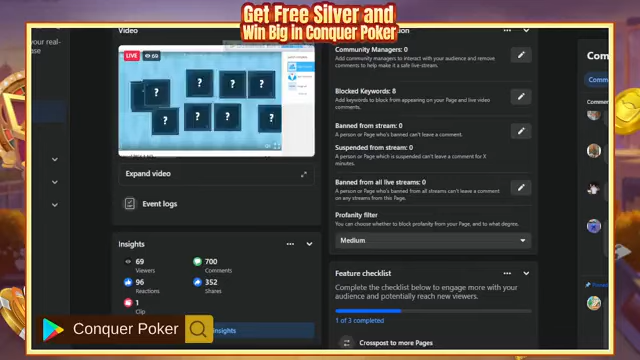 Get Free Silver and
Win Big in Conquer Poker
your real-
Video
LIVE
69
? ? ? ?
? ? ? ?
Expand video
Event logs
Insights
69
Viewers
700
Comments
96
Reactions
352
Shares
1
Clip
Insights
Conquer Poker
Community Managers: 0
Add community managers to interact with your audience and remove
comments to help make it a safe live-stream.
Blocked Keywords: 8
Add keywords to block from appearing on your Page and live video
comments.
Banned from stream: 0
A person or Page who's banned can't leave a comment.
Suspended from stream: 0
A person or Page which is suspended can't leave a comment for X
minutes.
Banned from all live streams: 0
A person or Page who's banned from all streams can't leave a comment
on any streams from this Page.
Profanity filter
You can choose whether to block profanity from your Page, and to what degree.
Medium
Feature checklist
Complete the checklist below to engage more with your
audience and potentially reach new viewers.
1 of 3 completed
Crosspost to more Pages